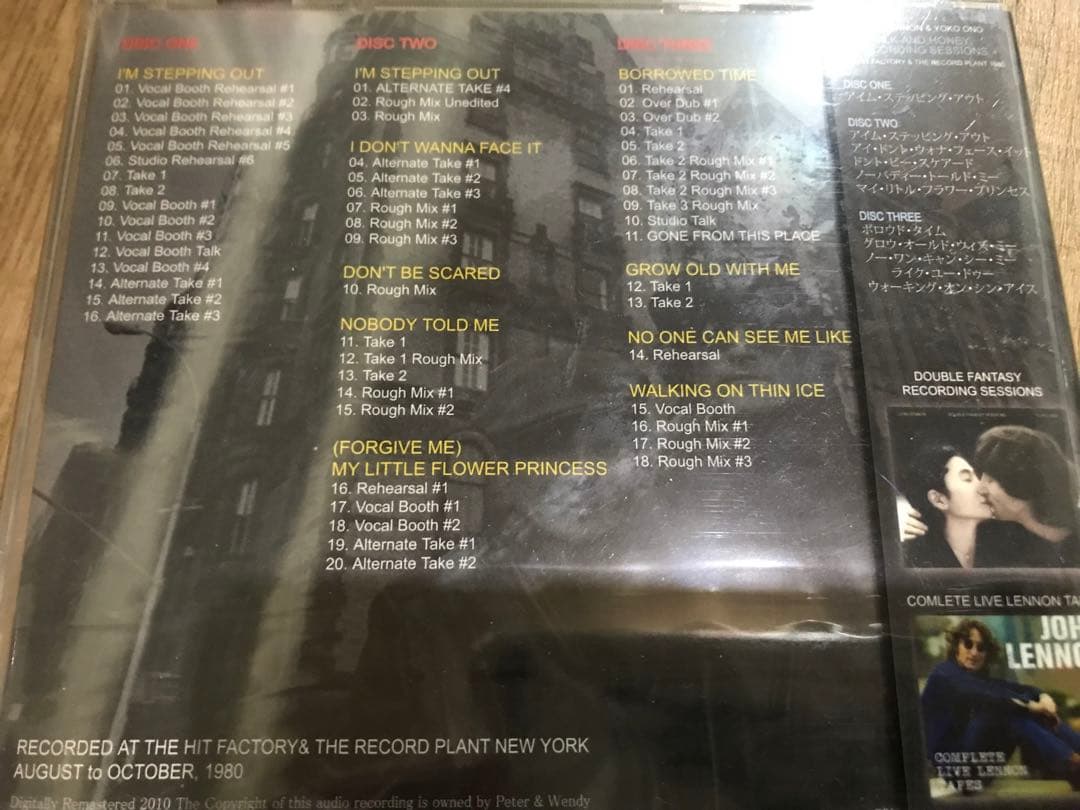 DISC ONE
I'M STEPPING OUT
01. Vocal Booth Rehearsal #1
02. Vocal Booth Rehearsal #2
03. Vocal Booth Rehearsal #3
04. Vocal Booth Rehearsal #4
05. Vocal Booth Rehearsal #5
06. Studio Rehearsal #6
07. Take 1
08. Take 2
09. Vocal Booth #1
10. Vocal Booth #2
11. Vocal Booth #3
12. Vocal Booth Talk
13. Vocal Booth #4
14. Alternate Take #1
15. Alternate Take #2
16. Alternate Take #3
DISC TWO
I'M STEPPING OUT
01. ALTERNATE TAKE #4
02. Rough Mix Unedited
03. Rough Mix
I DON'T WANNA FACE IT
04. Alternate Take #1
05. Alternate Take #2
06. Alternate Take #3
07. Rough Mix #1
08. Rough Mix #2
09. Rough Mix #3
DON'T BE SCARED
10. Rough Mix
NOBODY TOLD ME
11. Take 1
12. Take 1 Rough Mix
13. Take 2
14. Rough Mix #1
15. Rough Mix #2
(FORGIVE ME)
MY LITTLE FLOWER PRINCESS
16. Rehearsal #1
17. Vocal Booth #1
18. Vocal Booth #2
19. Alternate Take #1
20. Alternate Take #2
DISC THREE
BORROWED TIME
01. Rehearsal
02. Over Dub #1
03. Over Dub #2
04. Take 1
05. Take 2
06. Take 2 Rough Mix #1
07. Take 2 Rough Mix #2
08. Take 2 Rough Mix #3
09. Take 3 Rough Mix
10. Studio Talk
11. GONE FROM THIS PLACE
GROW OLD WITH ME
12. Take 1
13. Take 2
NO ONE CAN SEE ME LIKE
14. Rehearsal
WALKING ON THIN ICE
15. Vocal Booth
16. Rough Mix #1
17. Rough Mix #2
18. Rough Mix #3
RECORDED AT THE HIT FACTORY& THE RECORD PLANT NEW YORK
AUGUST to OCTOBER, 1980
Digitally Remastered 2010 The Copyright of this audio recording is owned by Peter & Wendy
& YOKO ONO
AND HONEY
SESSIONS
FACTORY & THE RECORD PLANT 1980
DISC ONE
アイム・ステッピング・アウト
DISC TWO
アイム・ステッピング・アウト
アイ・ドント・ウォナ・フェース・イット
ドント・ビー・スケアード
ノーバディー・トールド・ミー
マイ・リトル・フラワー・プリンセス
DISC THREE
ボロウド・タイム
グロウ・オールド・ウィズ・ミー
ノー・ワン・キャン・シー・ミー
ライク・ユー・ドゥー
ウォーキング・オン・シン・アイス
DOUBLE FANTASY
RECORDING SESSIONS
COMLETE LIVE LENNON TA
JOH
LENNO
COMPLETE
LIVE LENNON
TAPES